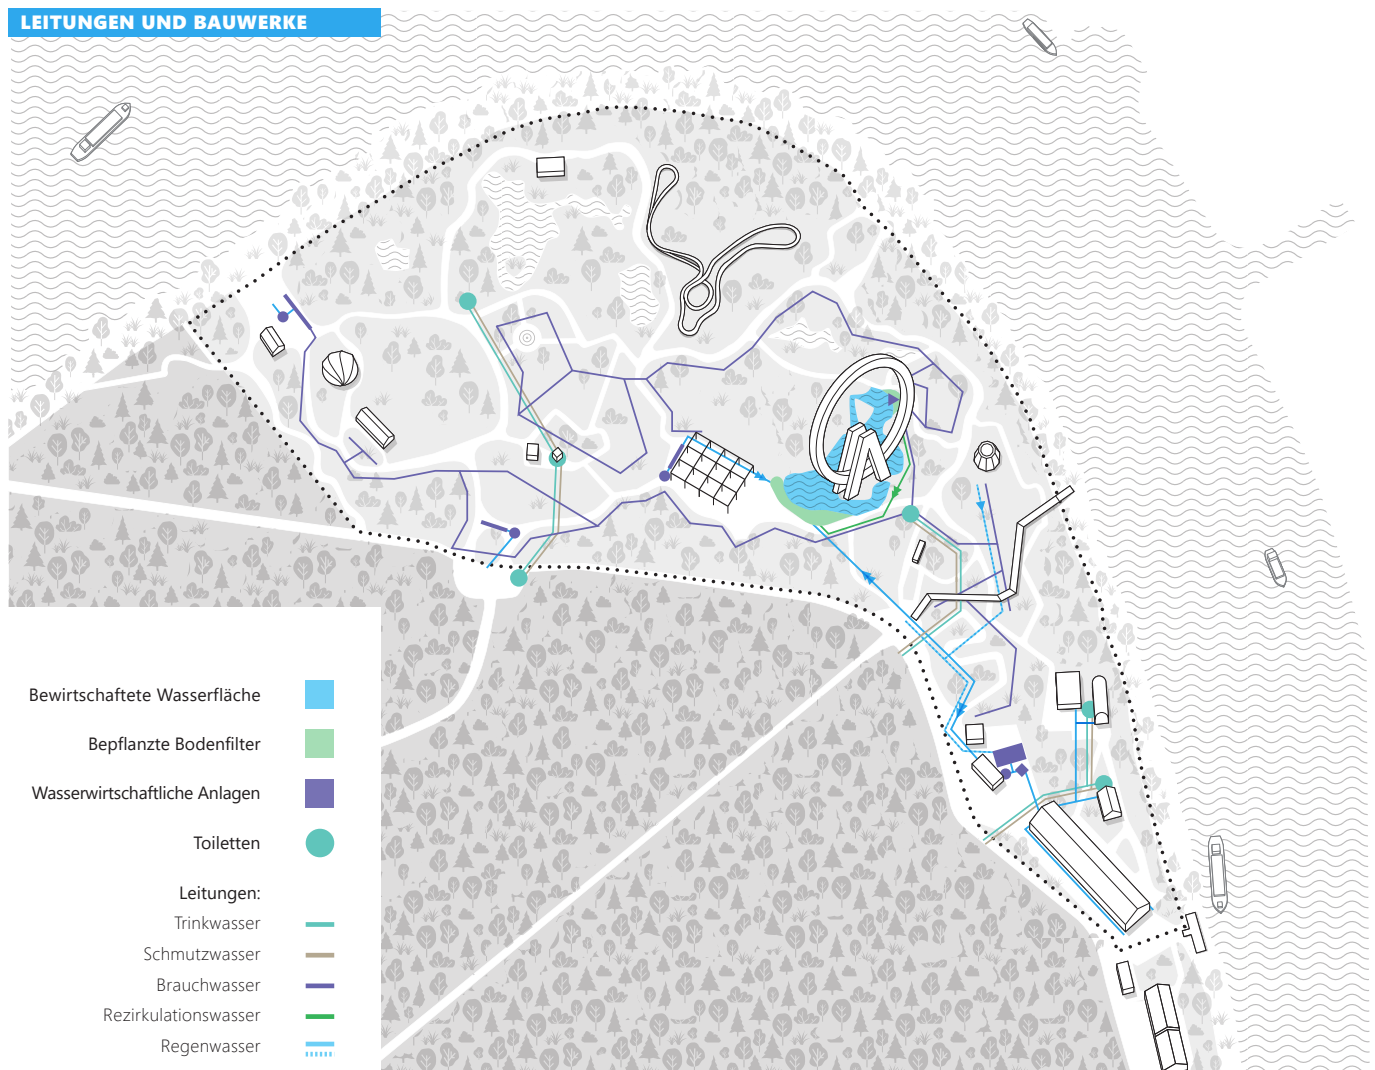 LEITUNGEN UND BAUWERKE
Bewirtschaftete Wasserfläche
Bepflanzte Bodenfilter
Wasserwirtschaftliche Anlagen
Toiletten
Leitungen:
Trinkwasser
Schmutzwasser
Brauchwasser
Rezirkulationswasser
Regenwasser